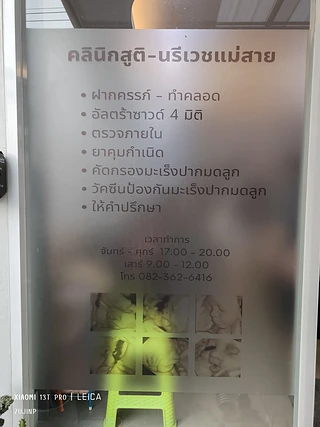 คลินิกสูติ-นรีเวชแม่สาย
• ฝากครรภ์ - ทำคลอด
• อัลตร้าซาวด์ 4 มิติ
• ตรวจภายใน
• ยาคุมกำเนิด
• คัดกรองมะเร็งปากมดลูก
• วัคซีนป้องกันมะเร็งปากมดลูก
• ให้คำปรึกษา
เวลาทำการ
จันทร์ - ศุกร์ 17.00 - 20.00
เสาร์ 9.00 - 12.00
โทร 082-362-6416
XIAOMI 13T PRO | LEICA